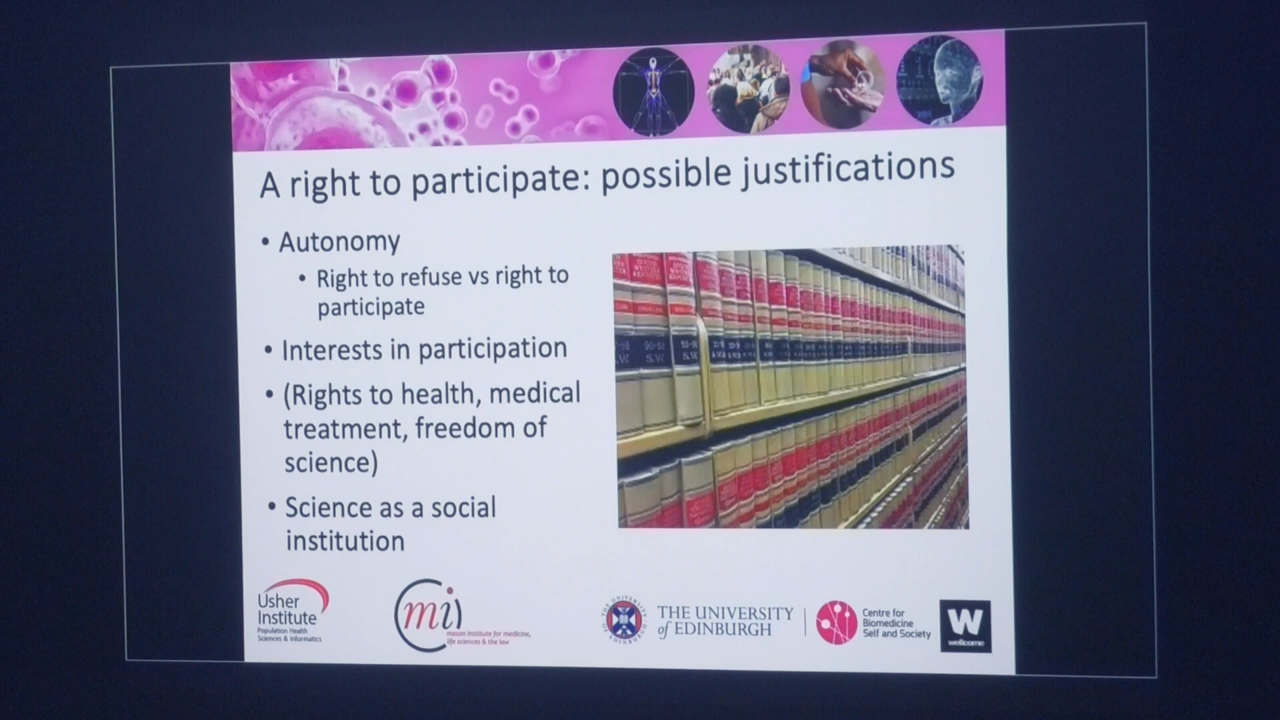 A right to participate: possible justifications
• Autonomy
• Right to refuse vs right to
participate
• Interests in participation
• (Rights to health, medical
treatment, freedom of
science)
• Science as a social
institution
Usher
Institute
Population Health
Sciences & Informatics
mi
mason institute for medicine,
life sciences & the law
THE UNIVERSITY
of EDINBURGH
Centre for
Biomedicine
Self and Society
W
wellcome